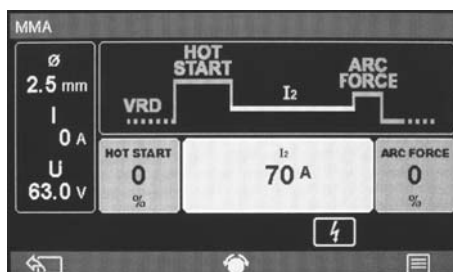 MMA
Ø
2.5 mm
I
0 A
U
63.0 V
HOT
START
ARC
FORCE
VRD
I2
HOT START
0
%
I2
70 A
ARC FORCE
0
%